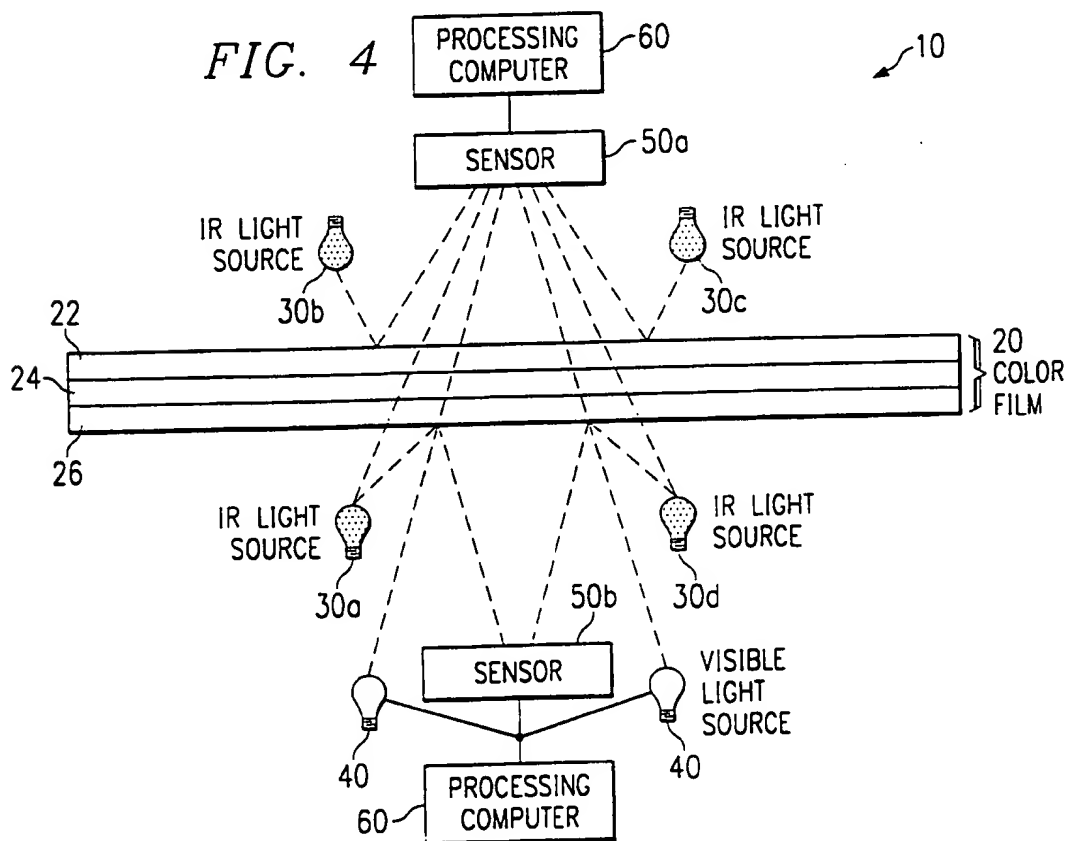 FIG. 4
PROCESSING
COMPUTER
60
10
SENSOR
50a
IR LIGHT
SOURCE
30b
IR LIGHT
SOURCE
30c
22
24
26
20
COLOR
FILM
IR LIGHT
SOURCE
30a
IR LIGHT
SOURCE
30d
50b
SENSOR
VISIBLE
LIGHT
SOURCE
40
40
PROCESSING
COMPUTER
60